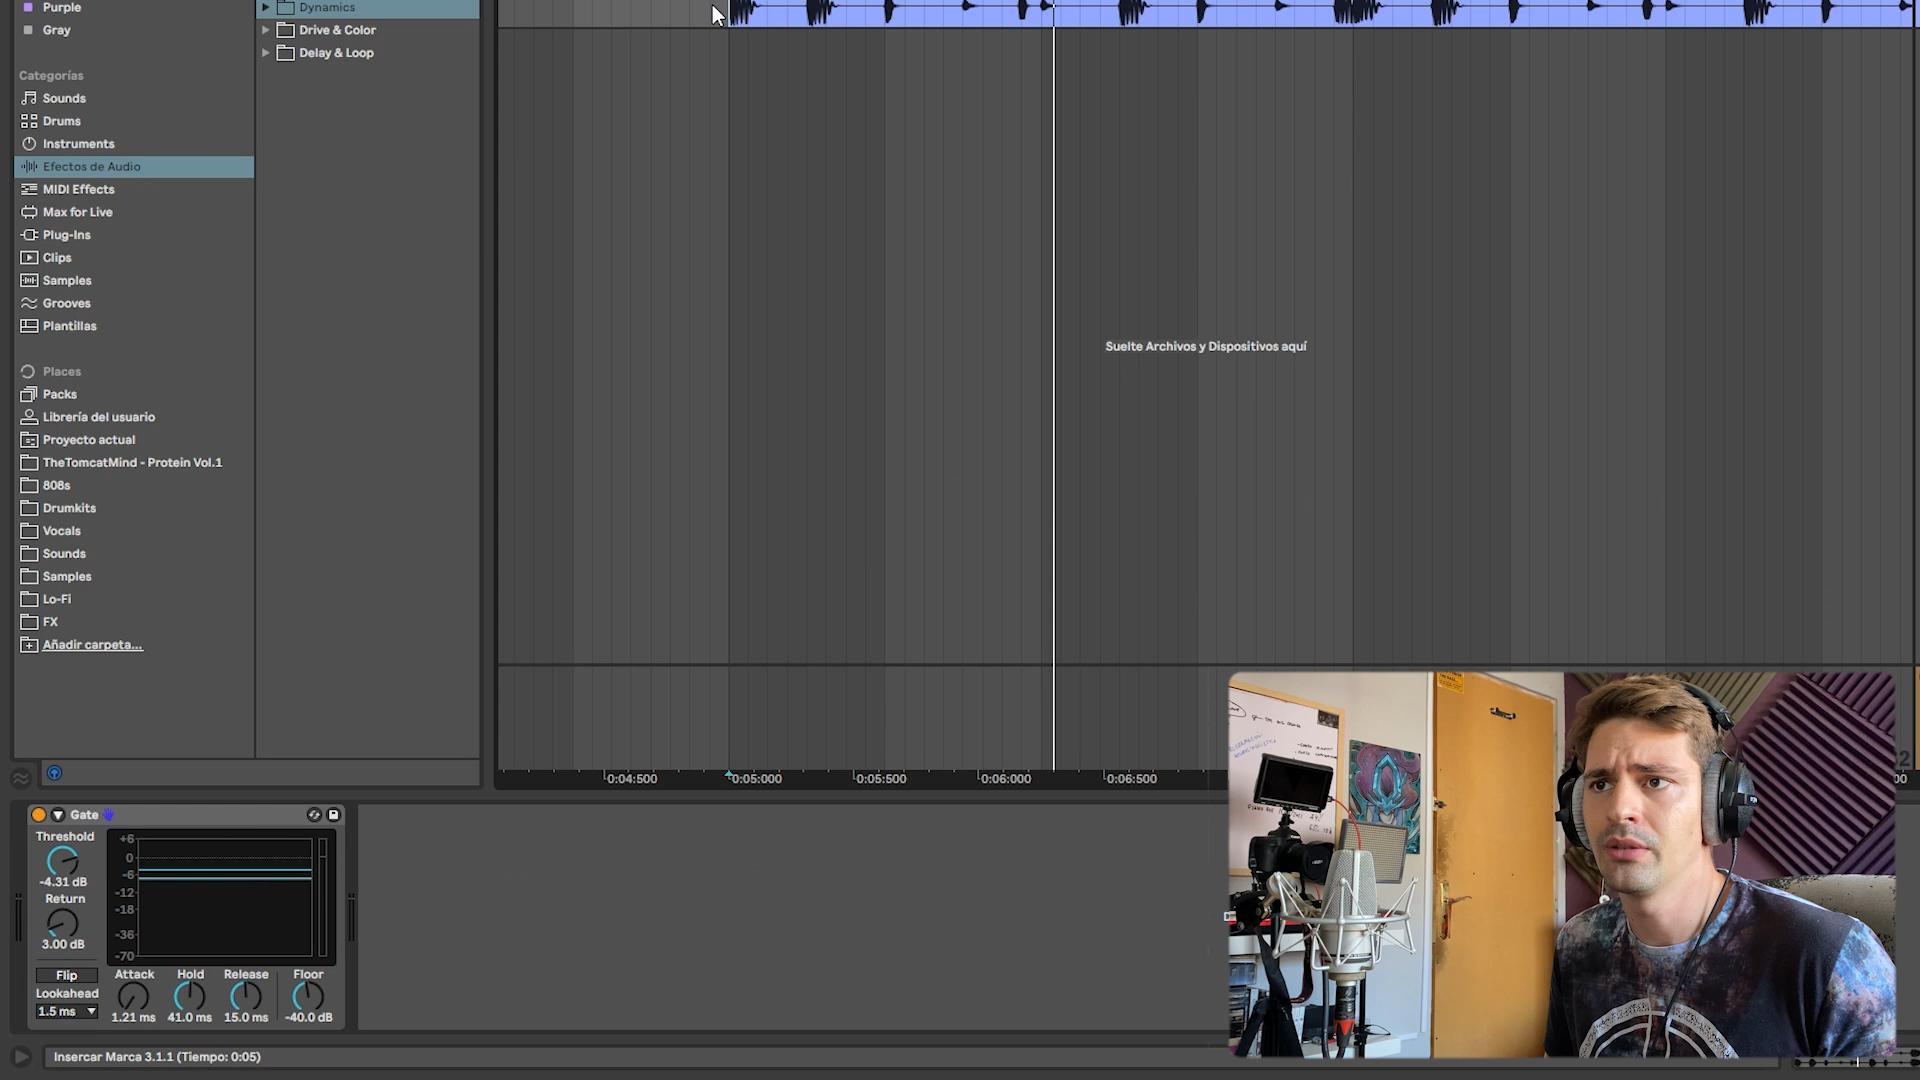 Purple
Gray
Categorías
Sounds
Drums
Instruments
Efectos de Audio
MIDI Effects
Max for Live
Plug-Ins
Clips
Samples
Grooves
Plantillas
Places
Packs
Librería del usuario
Proyecto actual
TheTomcatMind - Protein Vol.1
808s
Drumkits
Vocals
Sounds
Samples
Lo-Fi
FX
Añadir carpeta...
Dynamics
Drive & Color
Delay & Loop
Suelte Archivos y Dispositivos aquí
0:04:500
0:05:000
0:05:500
0:06:000
0:06:500
Gate
Threshold
-4.31 dB
Return
3.00 dB
Flip
Lookahead
1.5 ms
+6
0
-6
-12
-18
-36
-70
Attack
1.21 ms
Hold
41.0 ms
Release
15.0 ms
Floor
-40.0 dB
Insercar Marca 3.1.1 (Tiempo: 0:05)